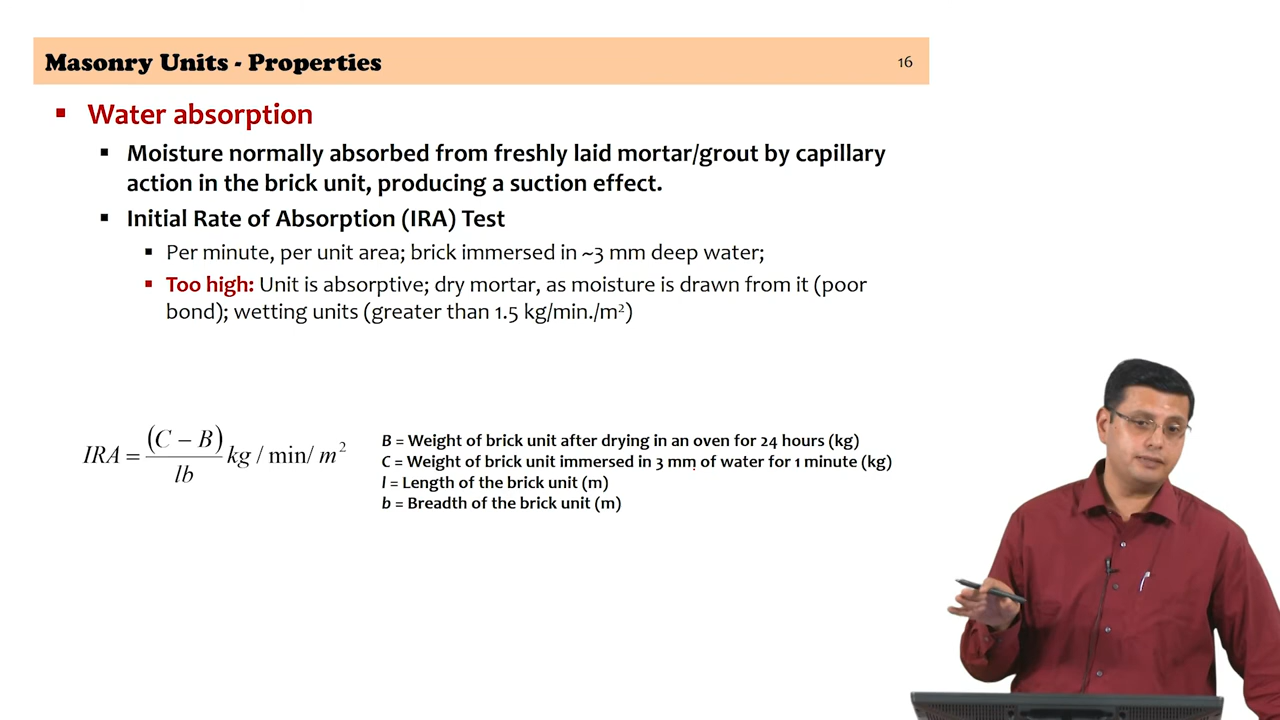 Masonry Units - Properties
16
▪ Water absorption
▪ Moisture normally absorbed from freshly laid mortar/grout by capillary
action in the brick unit, producing a suction effect.
▪ Initial Rate of Absorption (IRA) Test
▪ Per minute, per unit area; brick immersed in ~3 mm deep water;
▪ Too high: Unit is absorptive; dry mortar, as moisture is drawn from it (poor
bond); wetting units (greater than 1.5 kg/min./m²)
IRA = (C − B) / lb kg / min/ m²
B = Weight of brick unit after drying in an oven for 24 hours (kg)
C = Weight of brick unit immersed in 3 mm of water for 1 minute (kg)
l = Length of the brick unit (m)
b = Breadth of the brick unit (m)